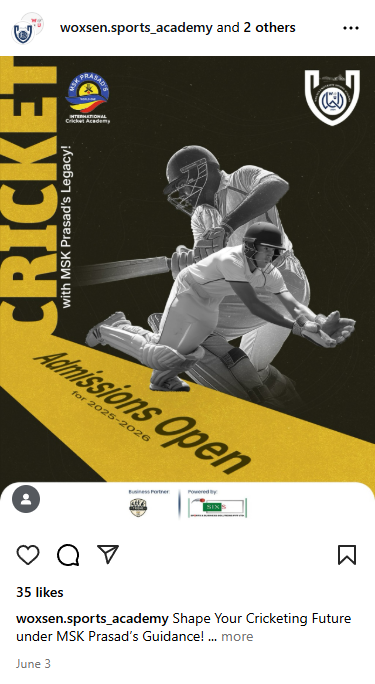 woxsen.sports_academy and 2 others
CRICKET
with MSK Prasad's Legacy!
MSK PRASAD'S
INTERNATIONAL
Cricket Academy
Admissions Open
for 2025-2026
Business Partner:
Powered by:
SIX
35 likes
woxsen.sports_academy Shape Your Cricketing Future
under MSK Prasad's Guidance! ... more
June 3